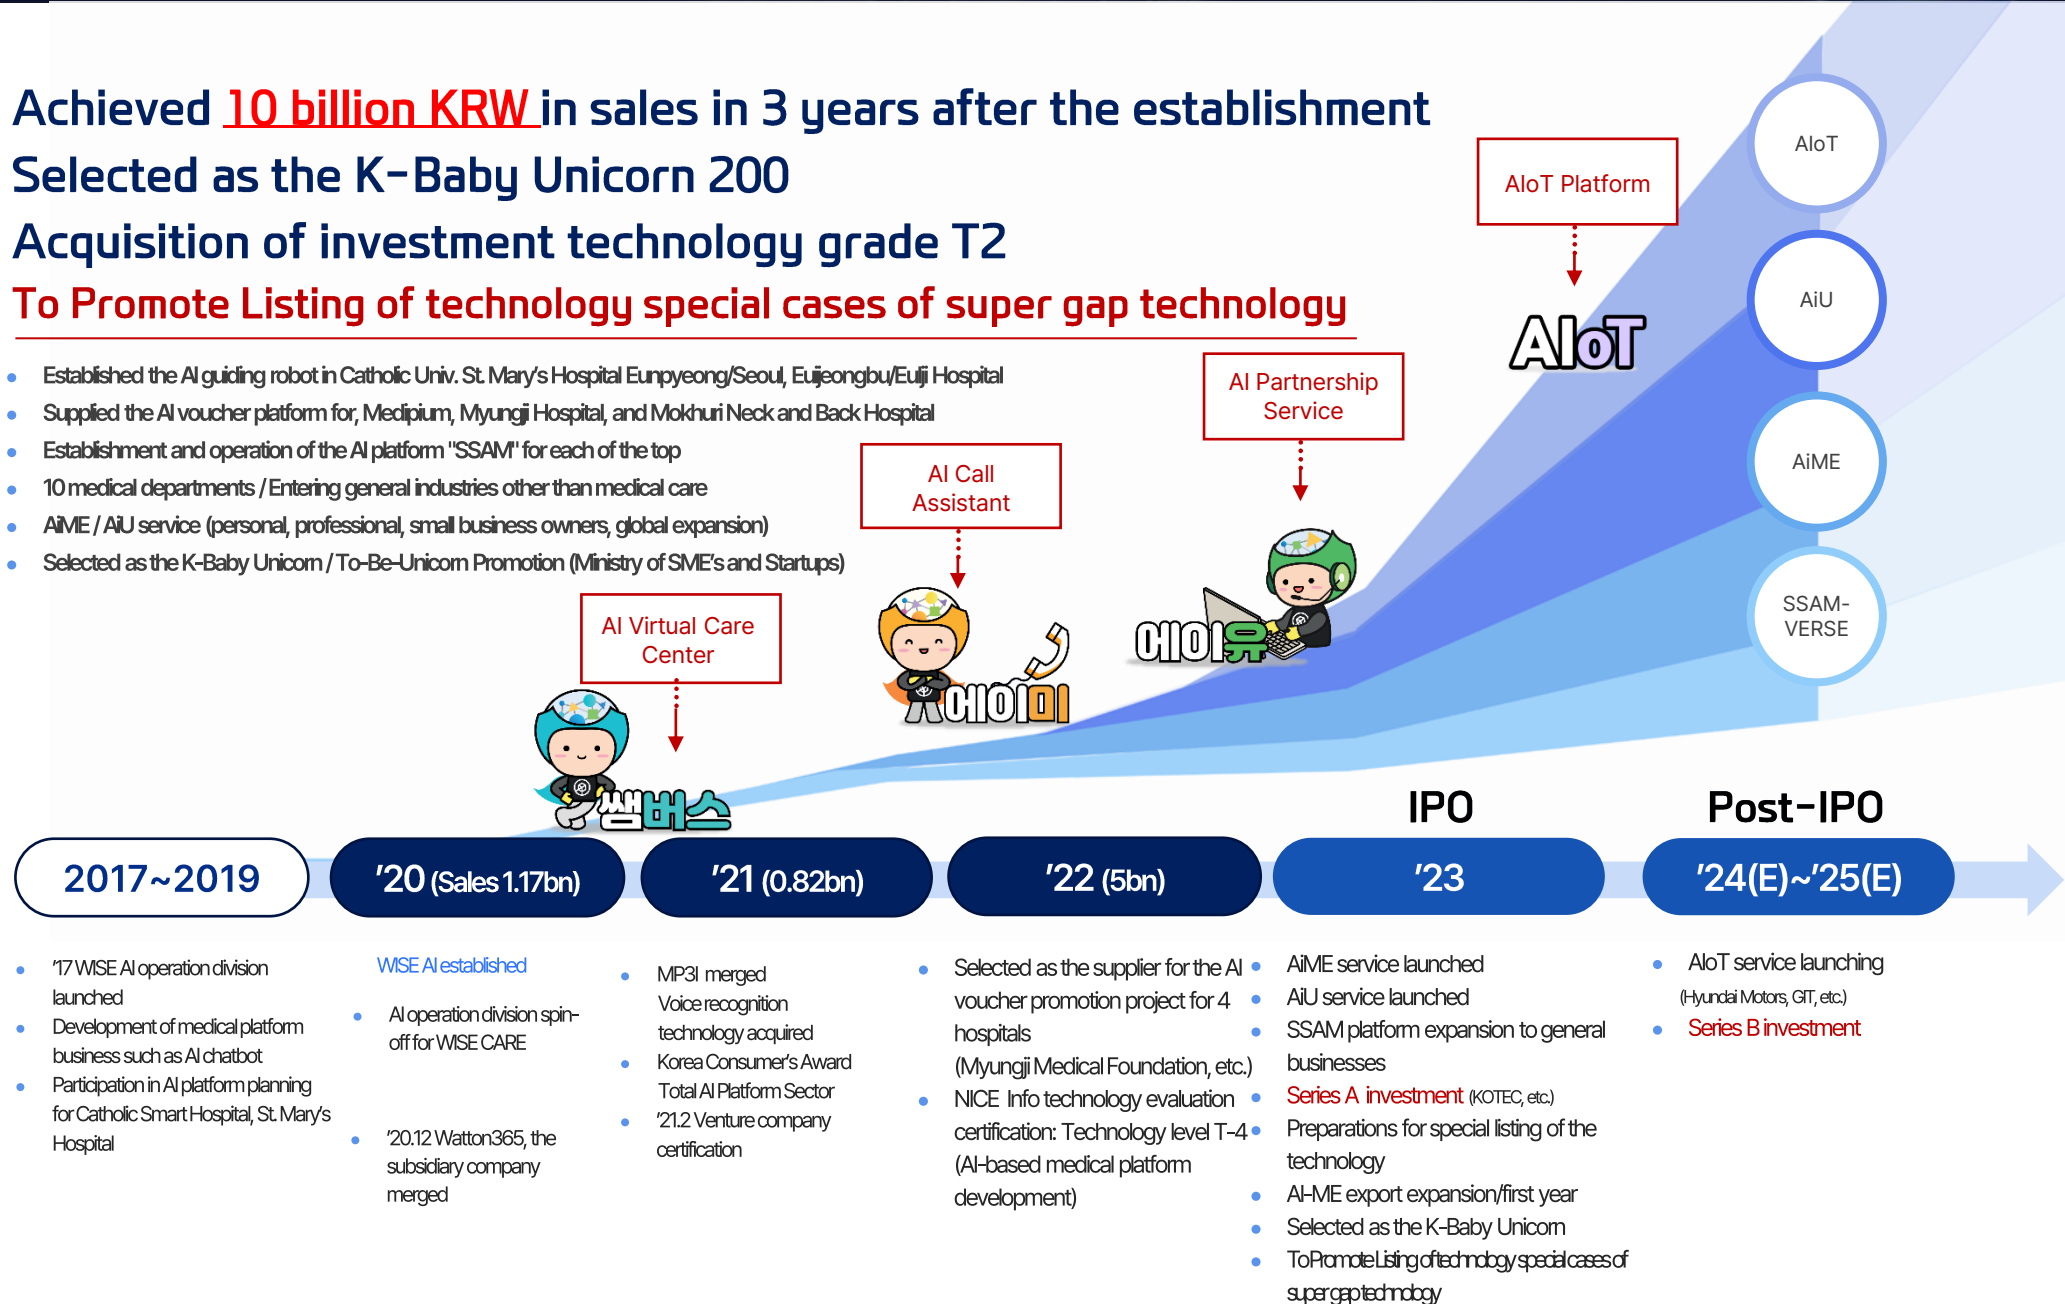 Achieved 10 billion KRW in sales in 3 years after the establishment
Selected as the K-Baby Unicorn 200
Acquisition of investment technology grade T2
To Promote Listing of technology special cases of super gap technology
Established the AI guiding robot in Catholic Univ. St. Mary's Hospital Eunpyeong/Seoul, Euijeongbu/Eulji Hospital
Supplied the AI voucher platform for, Medipium, Myungji Hospital, and Mokhuri Neck and Back Hospital
Establishment and operation of the AI platform "SSAM" for each of the top
10 medical departments / Entering general industries other than medical care
AiME / AiU service (personal, professional, small business owners, global expansion)
Selected as the K-Baby Unicorn / To-Be-Unicorn Promotion (Ministry of SME's and Startups)
AI Virtual Care
Center
쌤버스
AI Call
Assistant
에이미
AI Partnership
Service
에이유
AIoT Platform
AIoT
AIoT
AiU
AiME
SSAM-
VERSE
IPO
Post-IPO
2017~2019
'20 (Sales 1.17bn)
'21 (0.82bn)
'22 (5bn)
'23
'24(E)~'25(E)
'17 WISE AI operation division
launched
Development of medical platform
business such as AI chatbot
Participation in AI platform planning
for Catholic Smart Hospital, St. Mary's
Hospital
WISE AI established
AI operation division spin-
off for WISE CARE
'20.12 Watton365, the
subsidiary company
merged
MP3I merged
Voice recognition
technology acquired
Korea Consumer's Award
Total AI Platform Sector
'21.2 Venture company
certification
Selected as the supplier for the AI
voucher promotion project for 4
hospitals
(Myungji Medical Foundation, etc.)
NICE Info technology evaluation
certification: Technology level T-4
(AI-based medical platform
development)
AiME service launched
AiU service launched
SSAM platform expansion to general
businesses
Series A investment (KOTEC, etc.)
Preparations for special listing of the
technology
AI-ME export expansion/first year
Selected as the K-Baby Unicorn
To Promote Listing of technology special cases of
super gap technology
AIoT service launching
(Hyundai Motors, GIT, etc.)
Series B investment